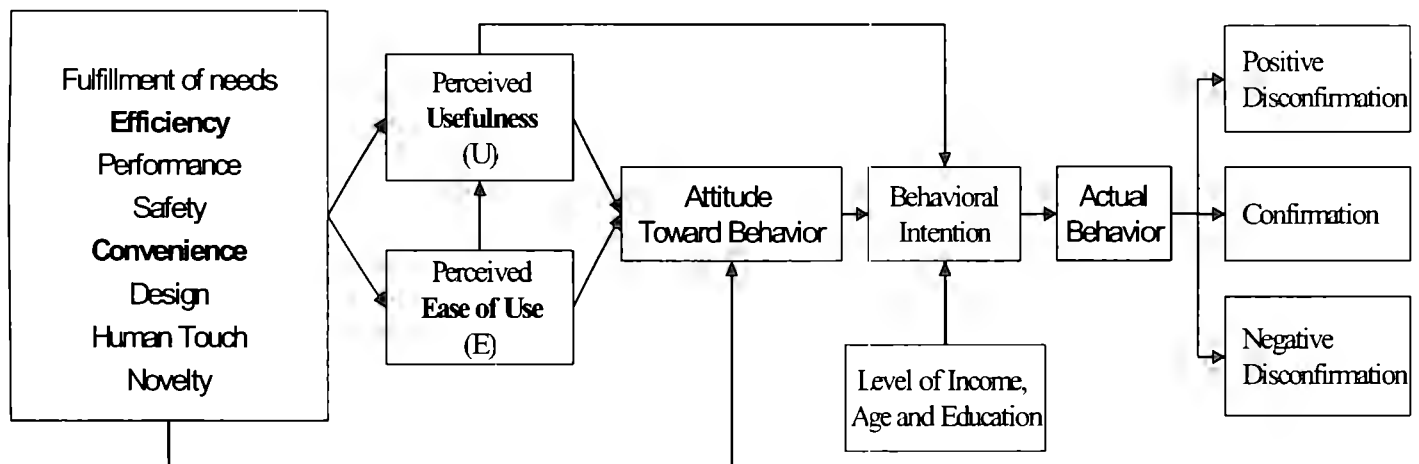 Fulfillment of needs
Efficiency
Performance
Safety
Convenience
Design
Human Touch
Novelty
Perceived
Usefulness
(U)
Perceived
Ease of Use
(E)
Attitude
Toward Behavior
Behavioral
Intention
Level of Income,
Age and Education
Actual
Behavior
Positive
Disconfirmation
Confirmation
Negative
Disconfirmation